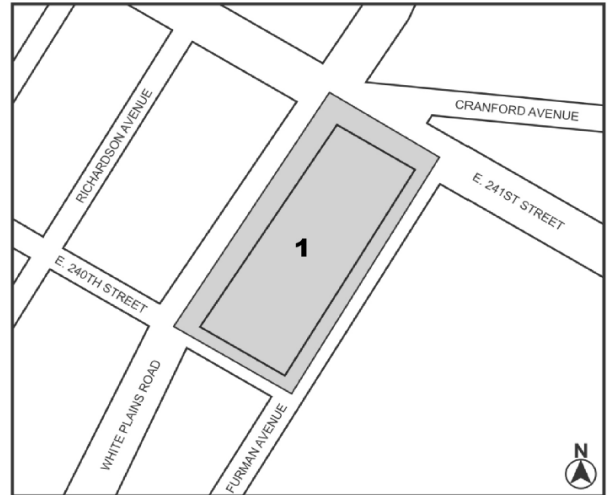 CRANFORD AVENUE
RICHARDSON AVENUE
E. 241ST STREET
1
E. 240TH STREET
WHITE PLAINS ROAD
FURMAN AVENUE
N